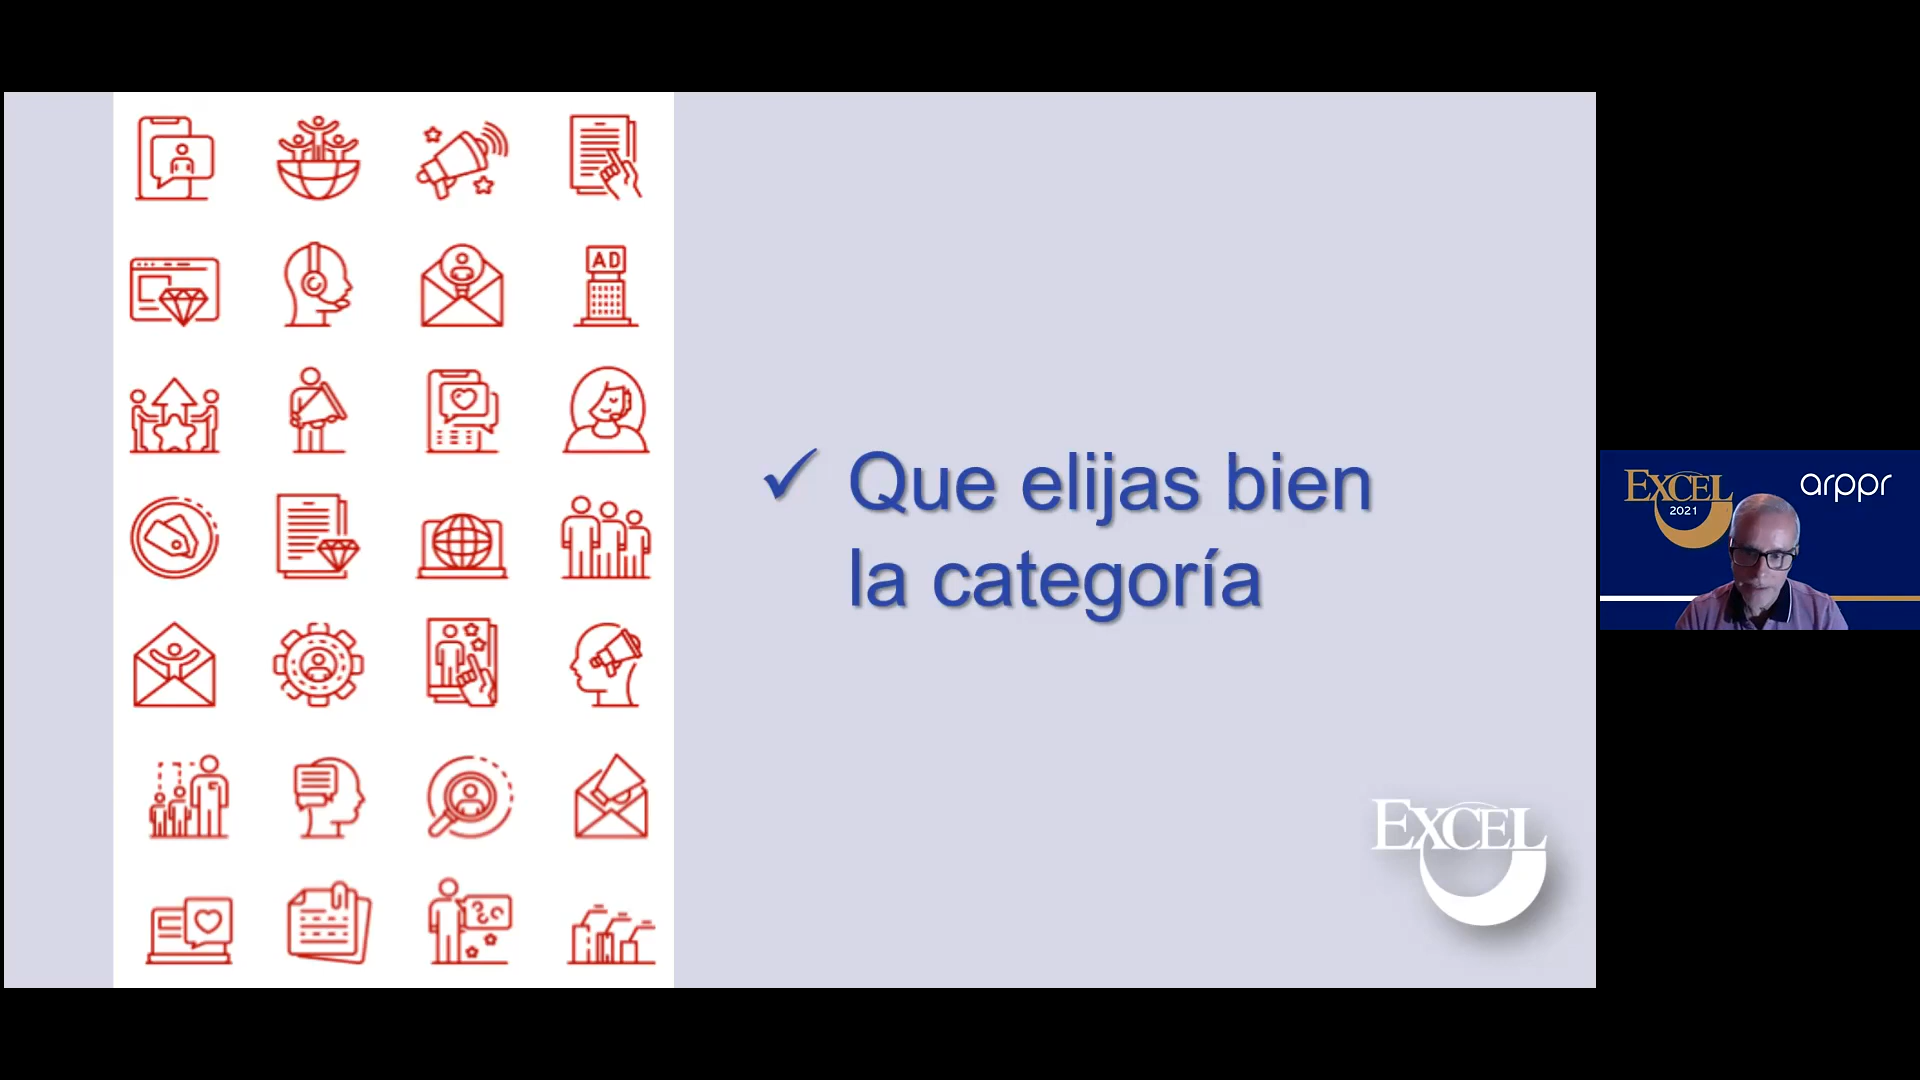 AD
✓ Que elijas bien
la categoría
EXCEL
EXCEL
2021
arppr